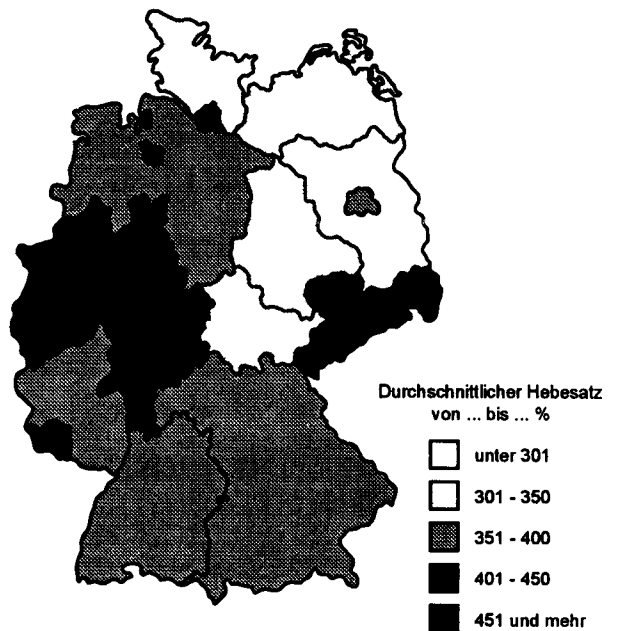 Durchschnittlicher Hebesatz
von ... bis ... %
unter 301
301 - 350
351 - 400
401 - 450
451 und mehr